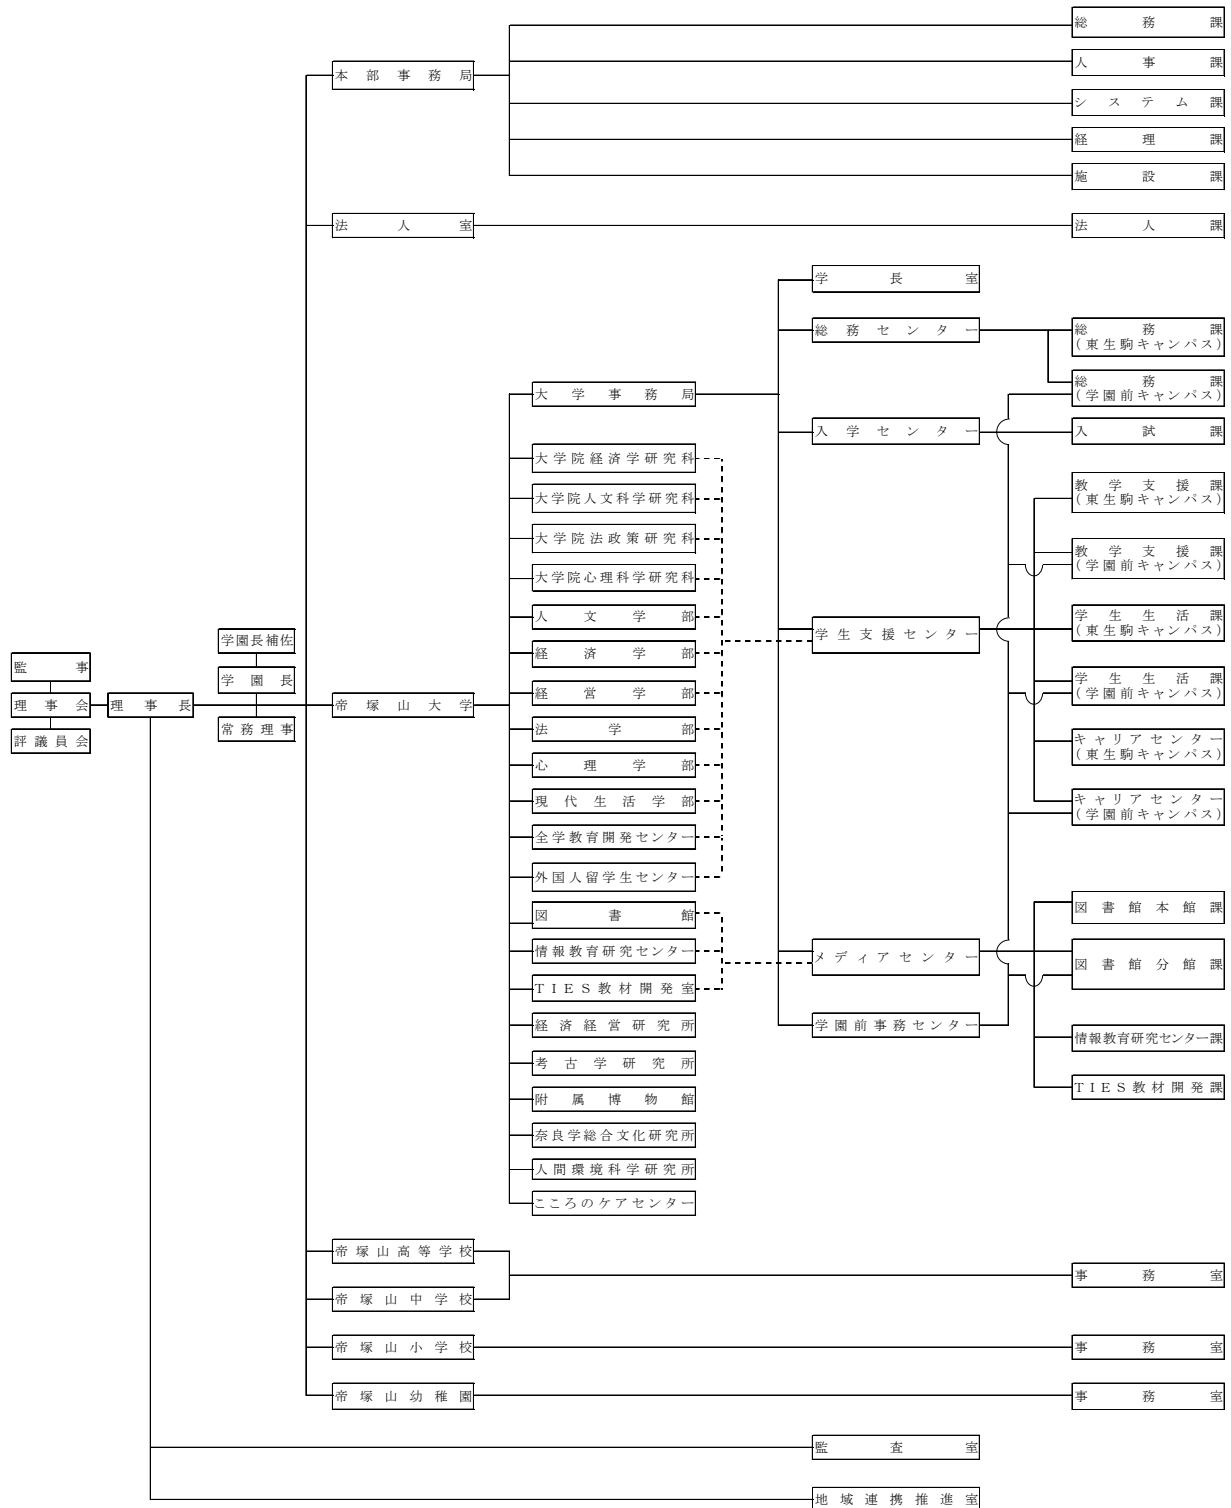 総務課
本部事務局
人事課
システム課
経理課
施設課
法人室
法人課
学長室
総務センター
総務課
(東生駒キャンパス)
大学事務局
総務課
(学園前キャンパス)
入学センター
入試課
大学院経済学研究科
大学院人文科学研究科
大学院法政策研究科
大学院心理科学研究科
教学支援課
(東生駒キャンパス)
教学支援課
(学園前キャンパス)
人文学部
経済学部
経営学部
法学部
心理学部
現代生活学部
全学教育開発センター
外国人留学生センター
学生支援センター
学生生活課
(東生駒キャンパス)
学生生活課
(学園前キャンパス)
キャリアセンター
(東生駒キャンパス)
キャリアセンター
(学園前キャンパス)
学園長補佐
監事
学園長
理事会
理事長
帝塚山大学
常務理事
評議員会
図書館
情報教育研究センター
TIES教材開発室
経済経営研究所
考古学研究所
附属博物館
奈良学総合文化研究所
人間環境科学研究所
こころのケアセンター
メディアセンター
学園前事務センター
図書館本館課
図書館分館課
情報教育研究センター課
TIES教材開発課
帝塚山高等学校
帝塚山中学校
事務室
帝塚山小学校
事務室
帝塚山幼稚園
事務室
監査室
地域連携推進室